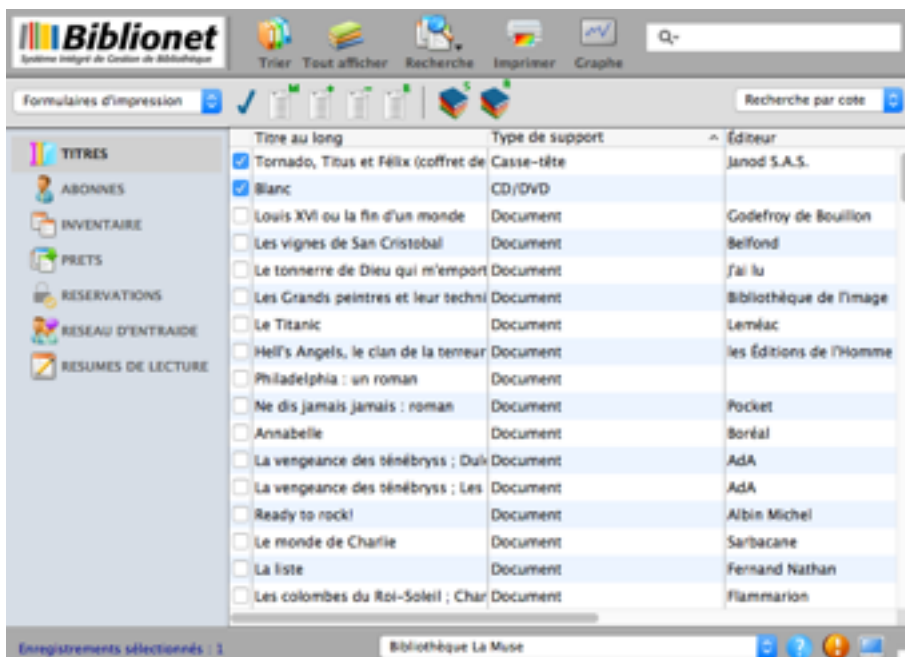 Biblionet
Système Intégré de Gestion de Bibliothèque
Trier Tout afficher Recherche Imprimer Graphe
Formulaires d'impression Recherche par cote
TITRES
ABONNES
INVENTAIRE
PRETS
RESERVATIONS
RESEAU D'ENTRAIDE
RESUMES DE LECTURE
Titre au long Type de support Éditeur
Tornado, Titus et Félix (coffret de Casse-tête Janod S.A.S.
Blanc CD/DVD
Louis XVI ou la fin d'un monde Document Godefroy de Bouillon
Les vignes de San Cristobal Document Belfond
Le tonnerre de Dieu qui m'emport Document J'ai lu
Les Grands peintres et leur techni Document Bibliothèque de l'image
Le Titanic Document Leméac
Hell's Angels, le clan de la terreur Document les Éditions de l'Homme
Philadelphia : un roman Document
Ne dis jamais jamais : roman Document Pocket
Annabelle Document Boréal
La vengeance des ténébryss ; Dul Document AdA
La vengeance des ténébryss ; Les Document AdA
Ready to rock! Document Albin Michel
Le monde de Charlie Document Sarbacane
La liste Document Fernand Nathan
Les colombes du Roi-Soleil ; Char Document Flammarion
Enregistrements sélectionnés : 1 Bibliothèque La Muse